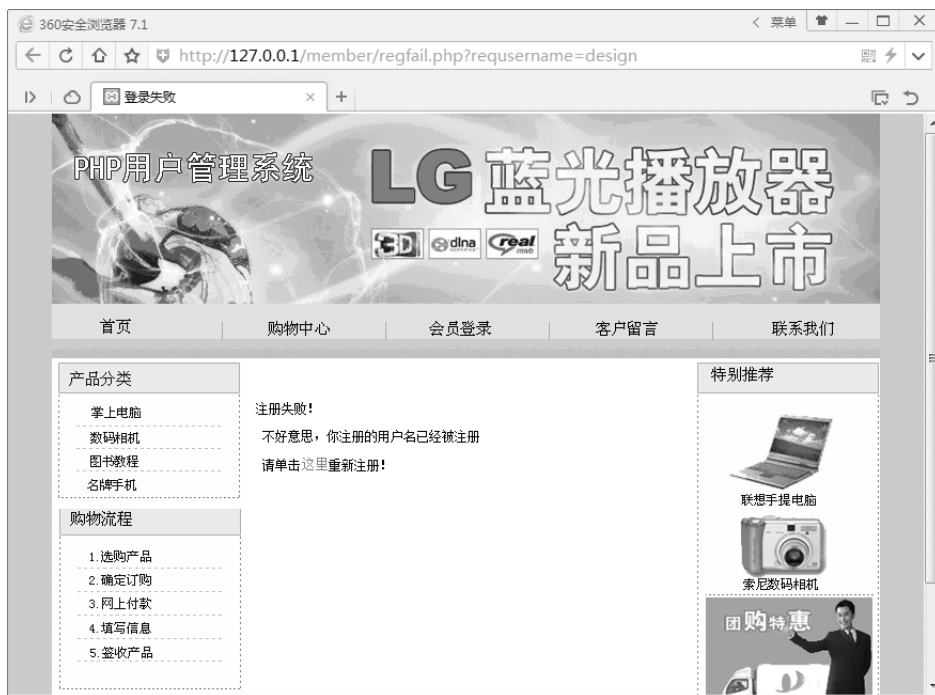 360安全浏览器 7.1
菜单
http://127.0.0.1/member/regfail.php?requsername=design
登录失败
PHP用户管理系统
LG 蓝光播放器
3D dlna CERTIFIED real
新品上市
首页 购物中心 会员登录 客户留言 联系我们
产品分类
掌上电脑
数码相机
图书教程
名牌手机
购物流程
1.选购产品
2.确定订购
3.网上付款
4.填写信息
5.签收产品
注册失败!
不好意思，你注册的用户名已经被注册
请单击这里重新注册!
特别推荐
联想手提电脑
索尼数码相机
团购特惠